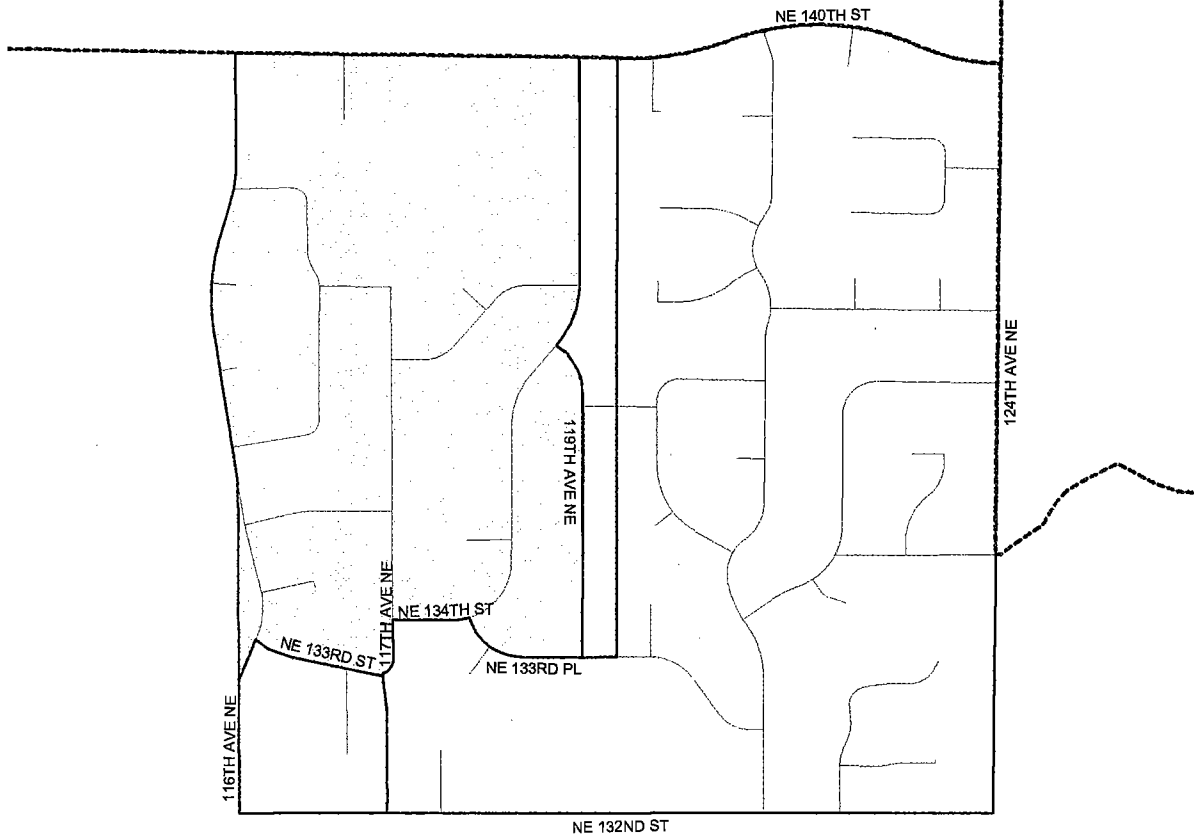 NE 140TH ST
124TH AVE NE
119TH AVE NE
117TH AVE NE
NE 134TH ST
NE 133RD ST
NE 133RD PL
116TH AVE NE
NE 132ND ST